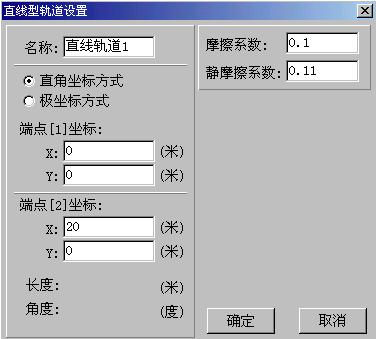 直线型轨道设置
名称: 直线轨道1
直角坐标方式
极坐标方式
端点[1]坐标:
X: 0 (米)
Y: 0 (米)
端点[2]坐标:
X: 20 (米)
Y: 0 (米)
长度: (米)
角度: (度)
摩擦系数: 0.1
静摩擦系数: 0.11
确定
取消